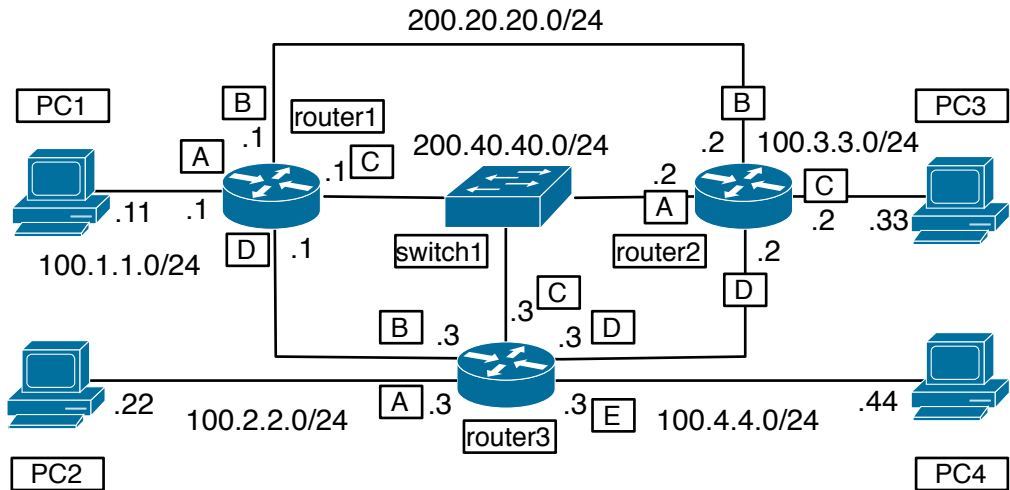 200.20.20.0/24
PC1
B
router1
B
PC3
.1
200.40.40.0/24
.2
100.3.3.0/24
A
.1
C
.2
C
.11
.1
A
.2
.33
D
.1
switch1
router2
.2
100.1.1.0/24
C
D
B
.3
.3
.3
D
.22
100.2.2.0/24
A
.3
.3
E
100.4.4.0/24
.44
router3
PC2
PC4